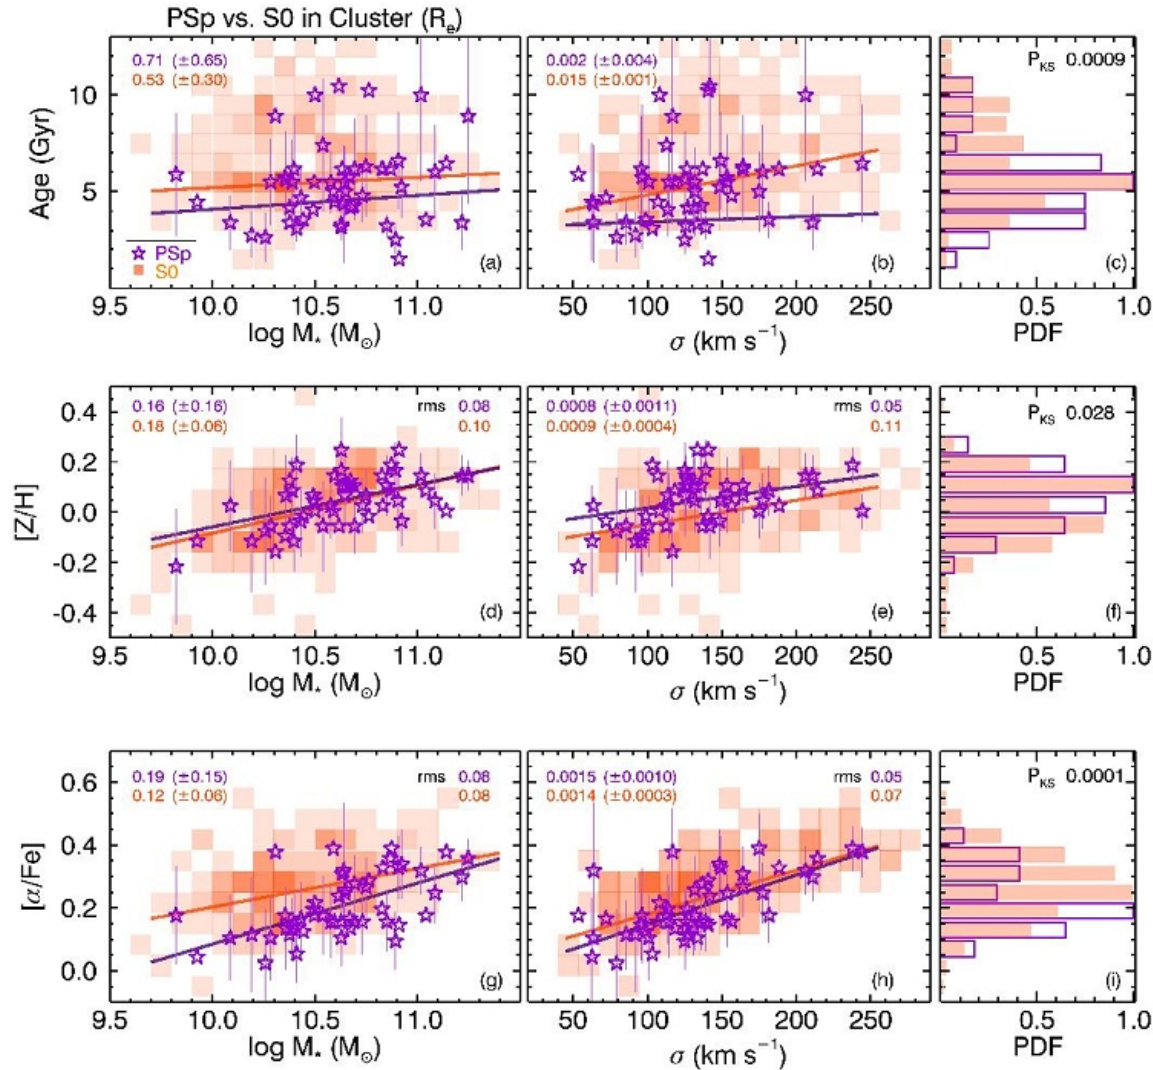 PSp vs. S0 in Cluster (Re)
0.71 (±0.65)
0.53 (±0.30)
0.002 (±0.004)
0.015 (±0.001)
PKS 0.0009
Age (Gyr)
10
5
PSp
S0
(a)
(b)
(c)
9.5 10.0 10.5 11.0
50 100 150 200 250
0.5 1.0
log M* (M⊙)
σ (km s−1)
PDF
0.16 (±0.16)
0.18 (±0.06)
rms 0.08
0.10
0.0008 (±0.0011)
0.0009 (±0.0004)
rms 0.05
0.11
PKS 0.028
[Z/H]
0.4
0.2
0.0
-0.2
-0.4
(d)
(e)
(f)
9.5 10.0 10.5 11.0
50 100 150 200 250
0.5 1.0
log M* (M⊙)
σ (km s−1)
PDF
0.19 (±0.15)
0.12 (±0.06)
rms 0.08
0.08
0.0015 (±0.0010)
0.0014 (±0.0003)
rms 0.05
0.07
PKS 0.0001
[α/Fe]
0.6
0.4
0.2
0.0
(g)
(h)
(i)
9.5 10.0 10.5 11.0
50 100 150 200 250
0.5 1.0
log M* (M⊙)
σ (km s−1)
PDF